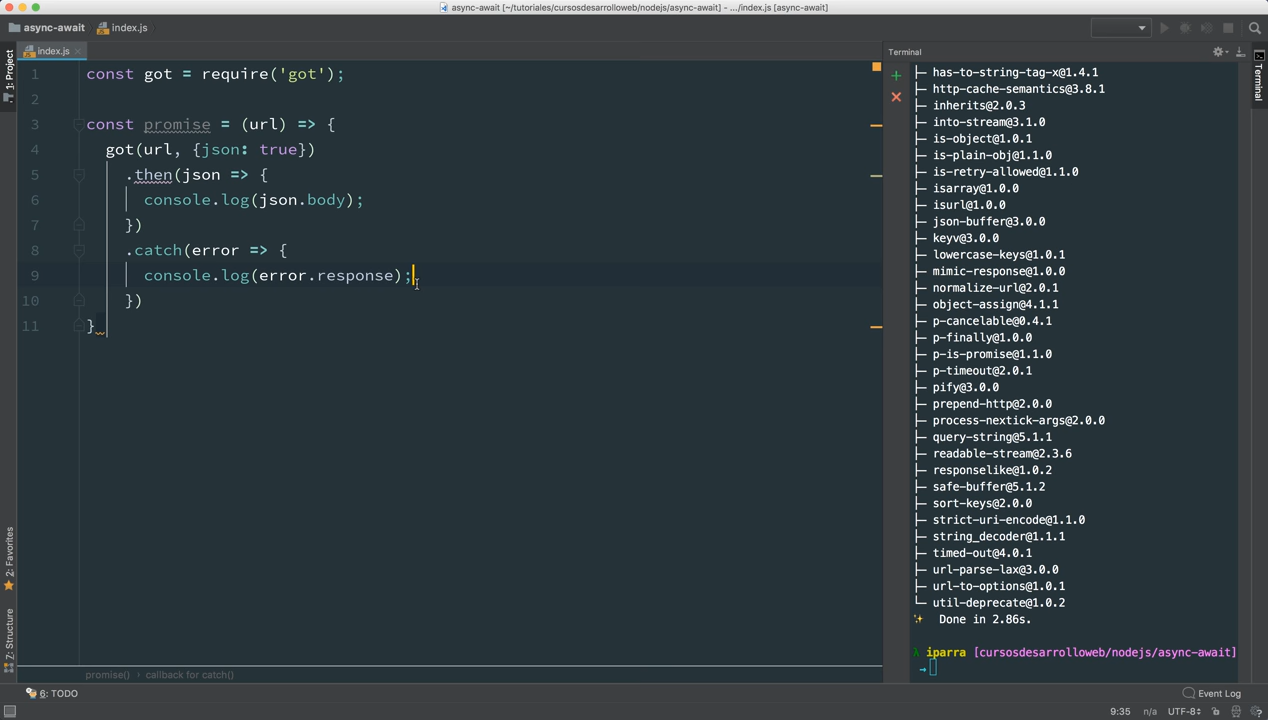 async-await [~/tutoriales/cursosdesarrolloweb/nodejs/async-await] - .../index.js [async-await]
async-await
index.js
index.js
1: Project
1 const got = require('got');
2
3 const promise = (url) => {
4 got(url, {json: true})
5 .then(json => {
6 console.log(json.body);
7 })
8 .catch(error => {
9 console.log(error.response);
10 })
11 }
promise()
callback for catch()
2: Favorites
7: Structure
Terminal
Terminal
├─ has-to-string-tag-x@1.4.1
├─ http-cache-semantics@3.8.1
├─ inherits@2.0.3
├─ into-stream@3.1.0
├─ is-object@1.0.1
├─ is-plain-obj@1.1.0
├─ is-retry-allowed@1.1.0
├─ isarray@1.0.0
├─ isurl@1.0.0
├─ json-buffer@3.0.0
├─ keyv@3.0.0
├─ lowercase-keys@1.0.1
├─ mimic-response@1.0.0
├─ normalize-url@2.0.1
├─ object-assign@4.1.1
├─ p-cancelable@0.4.1
├─ p-finally@1.0.0
├─ p-is-promise@1.1.0
├─ p-timeout@2.0.1
├─ pify@3.0.0
├─ prepend-http@2.0.0
├─ process-nextick-args@2.0.0
├─ query-string@5.1.1
├─ readable-stream@2.3.6
├─ responselike@1.0.2
├─ safe-buffer@5.1.2
├─ sort-keys@2.0.0
├─ strict-uri-encode@1.1.0
├─ string_decoder@1.1.1
├─ timed-out@4.0.1
├─ url-parse-lax@3.0.0
├─ url-to-options@1.0.1
└─ util-deprecate@1.0.2
✨ Done in 2.86s.
λ iparra [cursosdesarrolloweb/nodejs/async-await]
→
6: TODO
Event Log
9:35 n/a UTF-8